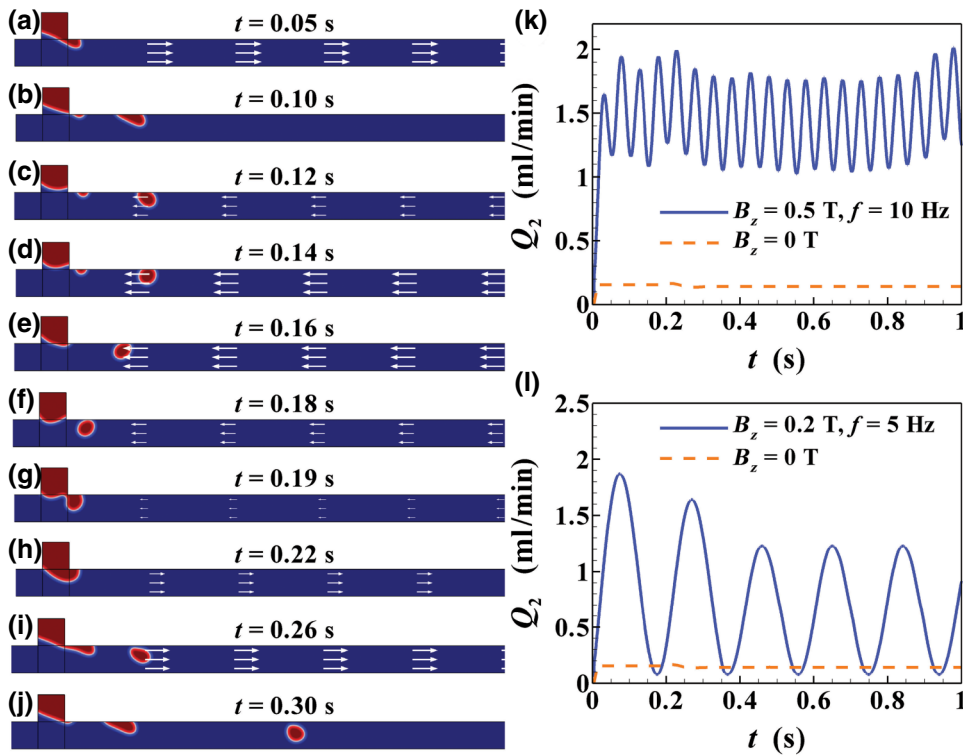 (a) t = 0.05 s
(b) t = 0.10 s
(c) t = 0.12 s
(d) t = 0.14 s
(e) t = 0.16 s
(f) t = 0.18 s
(g) t = 0.19 s
(h) t = 0.22 s
(i) t = 0.26 s
(j) t = 0.30 s
(k)
Q2 (ml/min)
2
1.5
1
0.5
0
Bz = 0.5 T, f = 10 Hz
Bz = 0 T
0 0.2 0.4 0.6 0.8 1
t (s)
(l)
Q2 (ml/min)
2.5
2
1.5
1
0.5
0
Bz = 0.2 T, f = 5 Hz
Bz = 0 T
0 0.2 0.4 0.6 0.8 1
t (s)